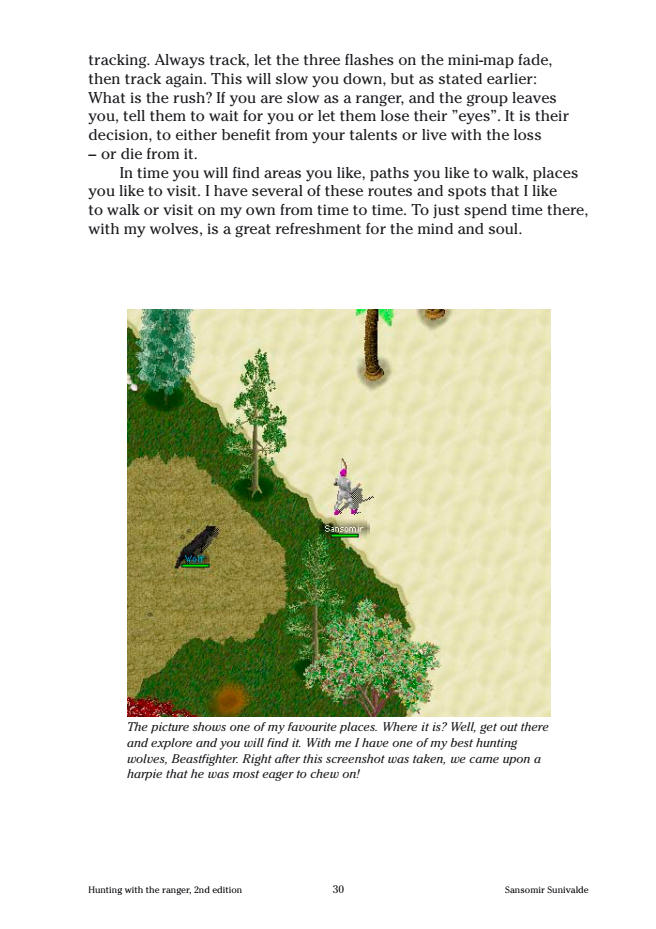 tracking. Always track, let the three flashes on the mini-map fade,
then track again. This will slow you down, but as stated earlier:
What is the rush? If you are slow as a ranger, and the group leaves
you, tell them to wait for you or let them lose their ”eyes”. It is their
decision, to either benefit from your talents or live with the loss
– or die from it.
In time you will find areas you like, paths you like to walk, places
you like to visit. I have several of these routes and spots that I like
to walk or visit on my own from time to time. To just spend time there,
with my wolves, is a great refreshment for the mind and soul.
Sansomir
Wolf
The picture shows one of my favourite places. Where it is? Well, get out there
and explore and you will find it. With me I have one of my best hunting
wolves, Beastfighter. Right after this screenshot was taken, we came upon a
harpie that he was most eager to chew on!
Hunting with the ranger, 2nd edition 30 Sansomir Sunivalde